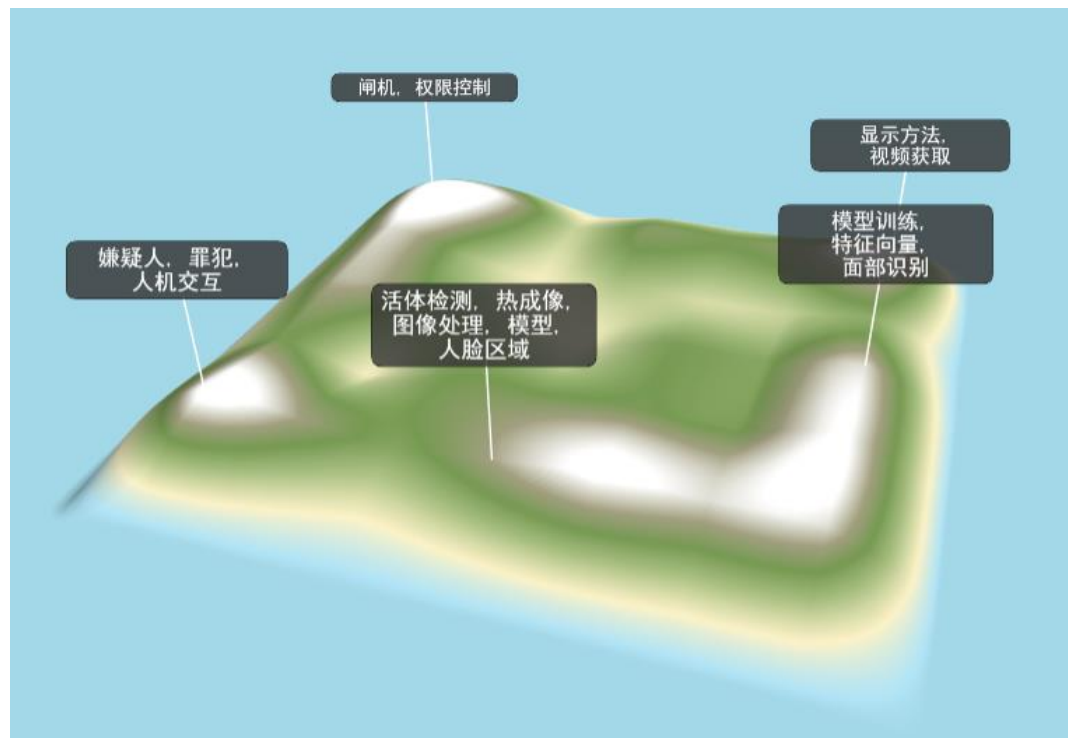 闸机, 权限控制
显示方法,
视频获取
模型训练,
特征向量,
面部识别
嫌疑人, 罪犯,
人机交互
活体检测, 热成像,
图像处理, 模型,
人脸区域